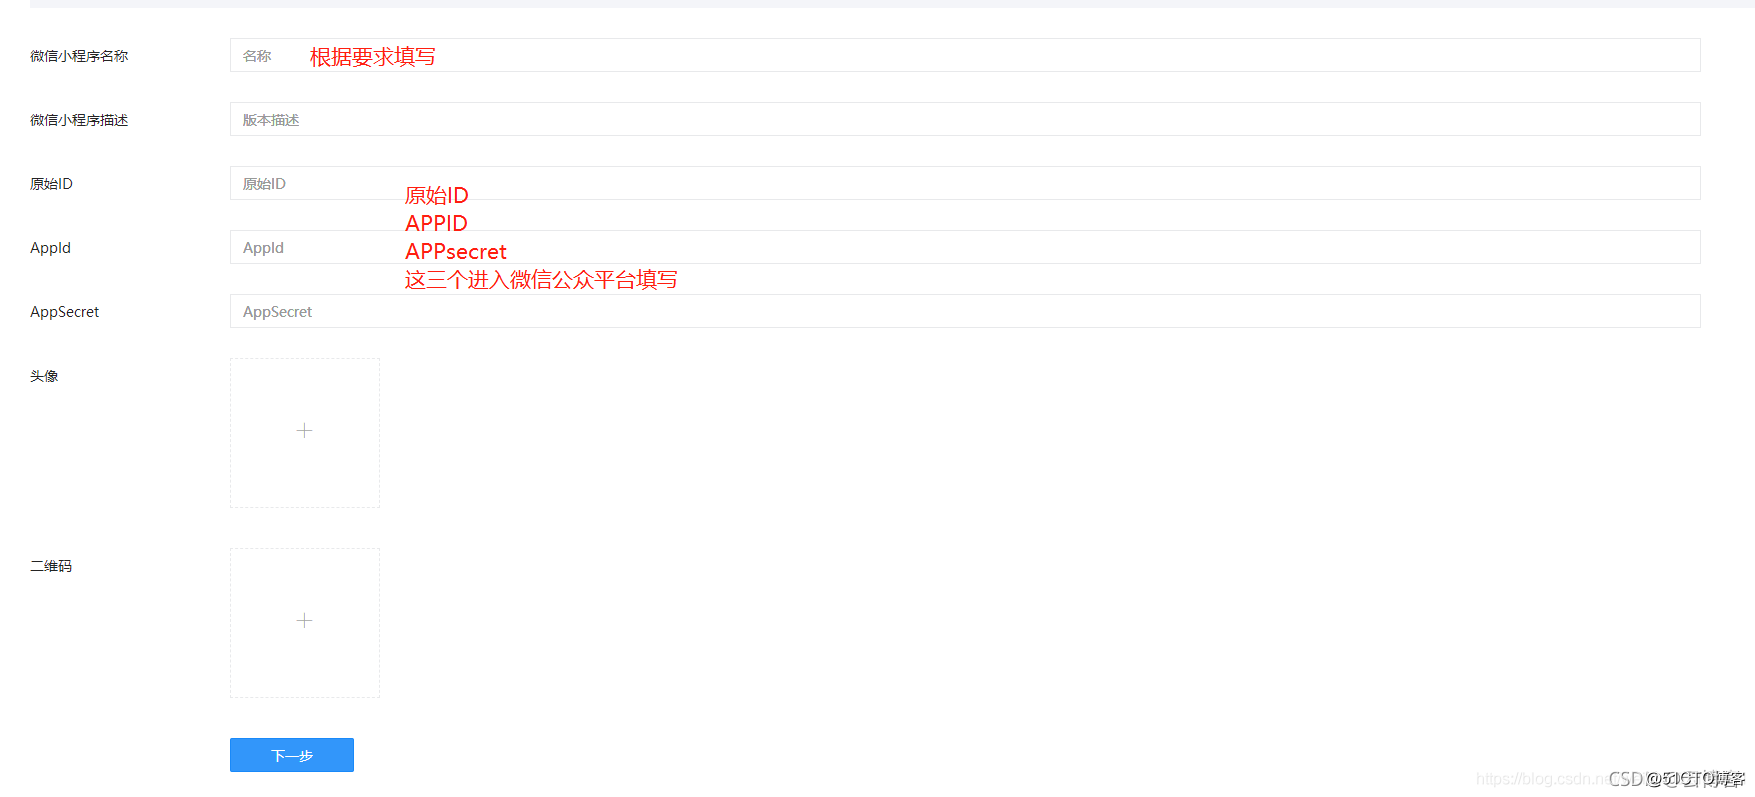 微信小程序名称
名称
根据要求填写
微信小程序描述
版本描述
原始ID
原始ID
原始ID
APPID
AppId
AppId
APPsecret
这三个进入微信公众平台填写
AppSecret
AppSecret
头像
二维码
下一步
https://blog.csdn.ne
CSD
@51CTO博客